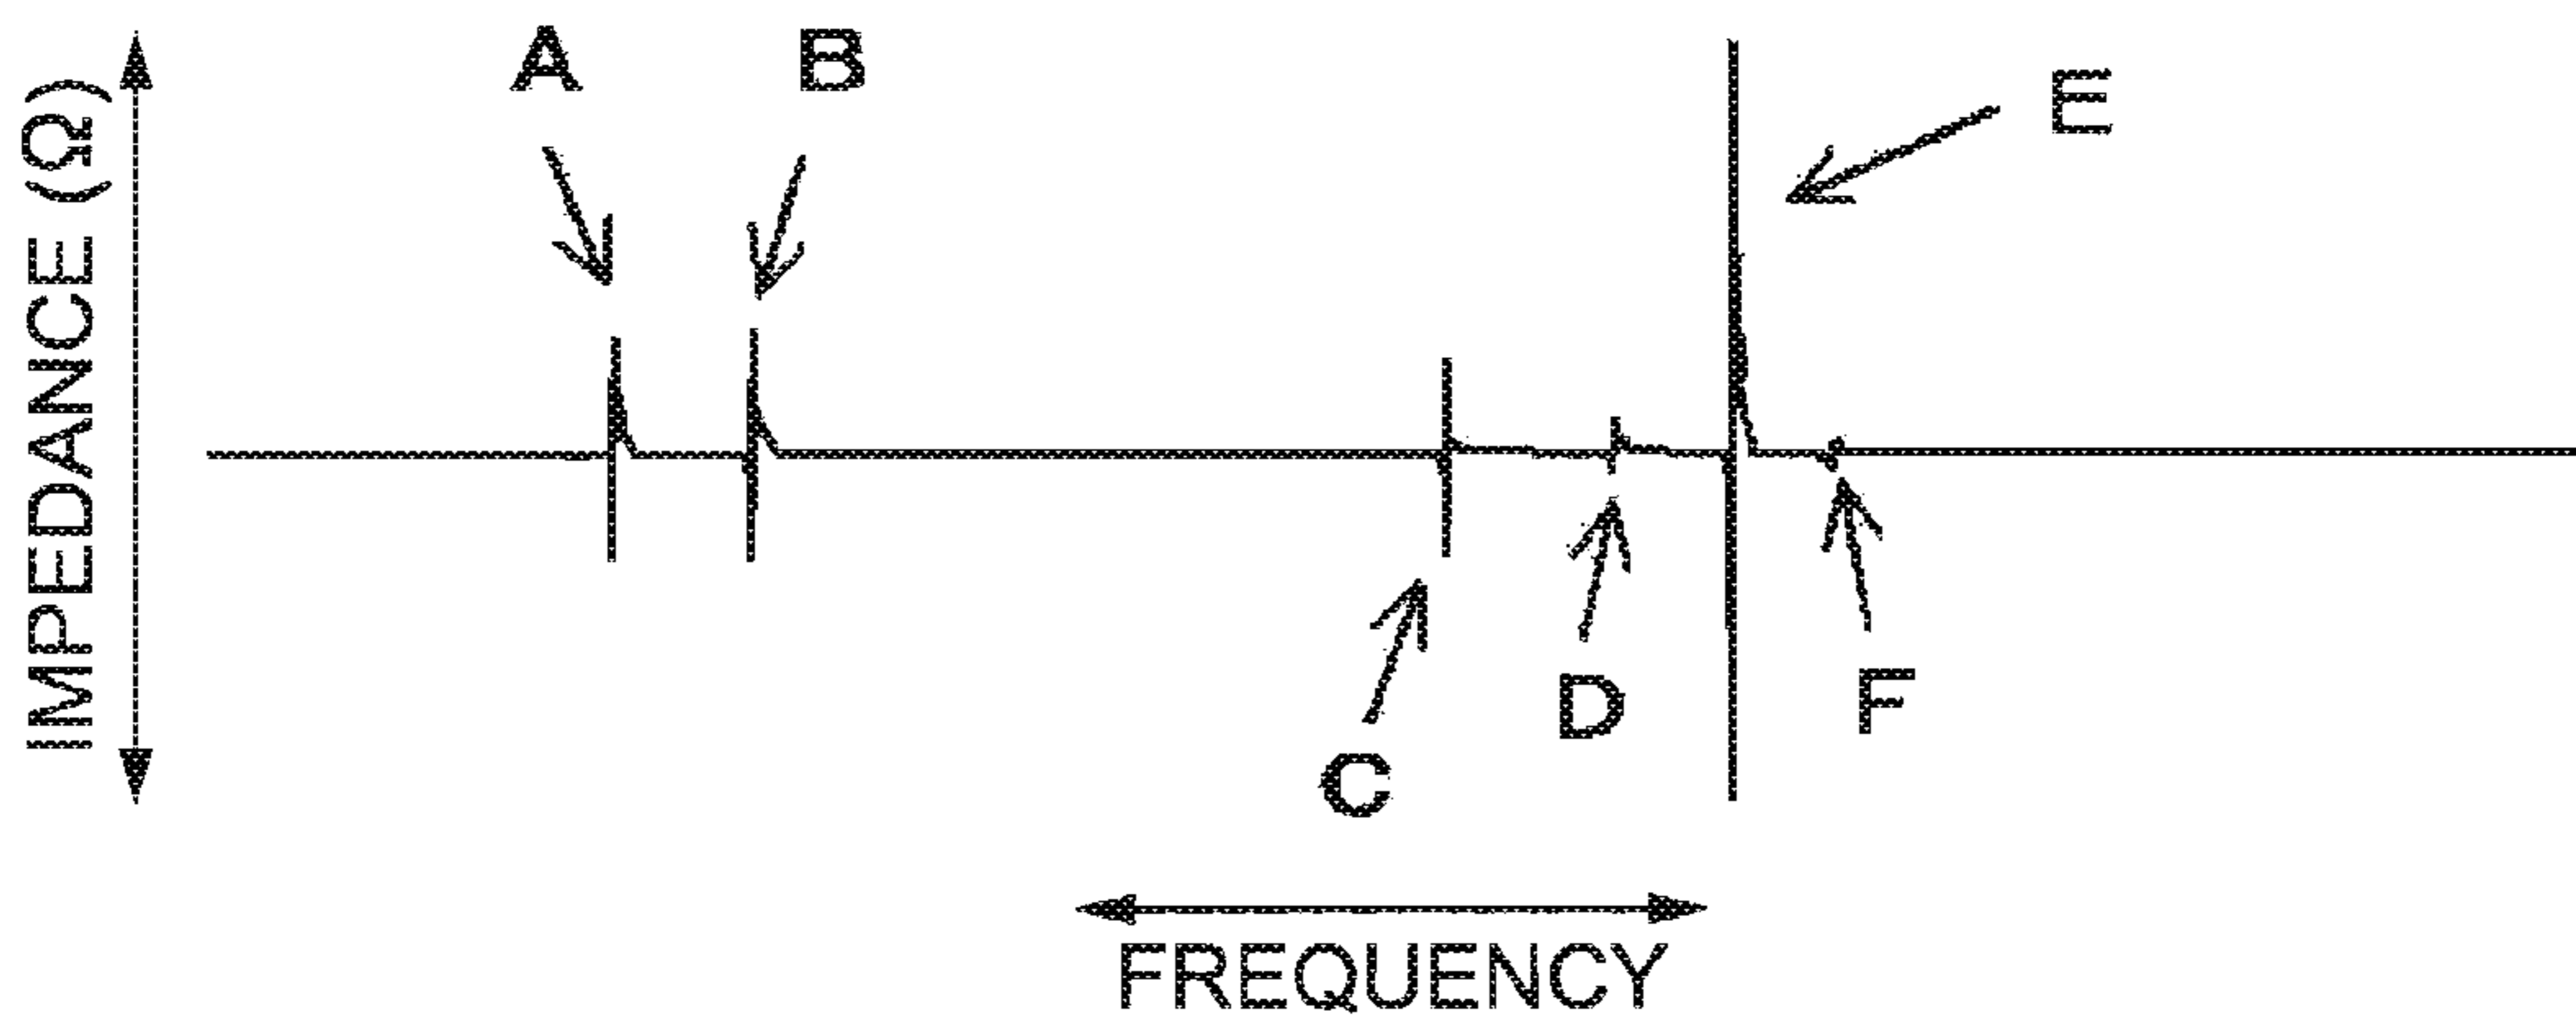 IMPEDANCE (Ω)
A
B
E
C
D
F
FREQUENCY